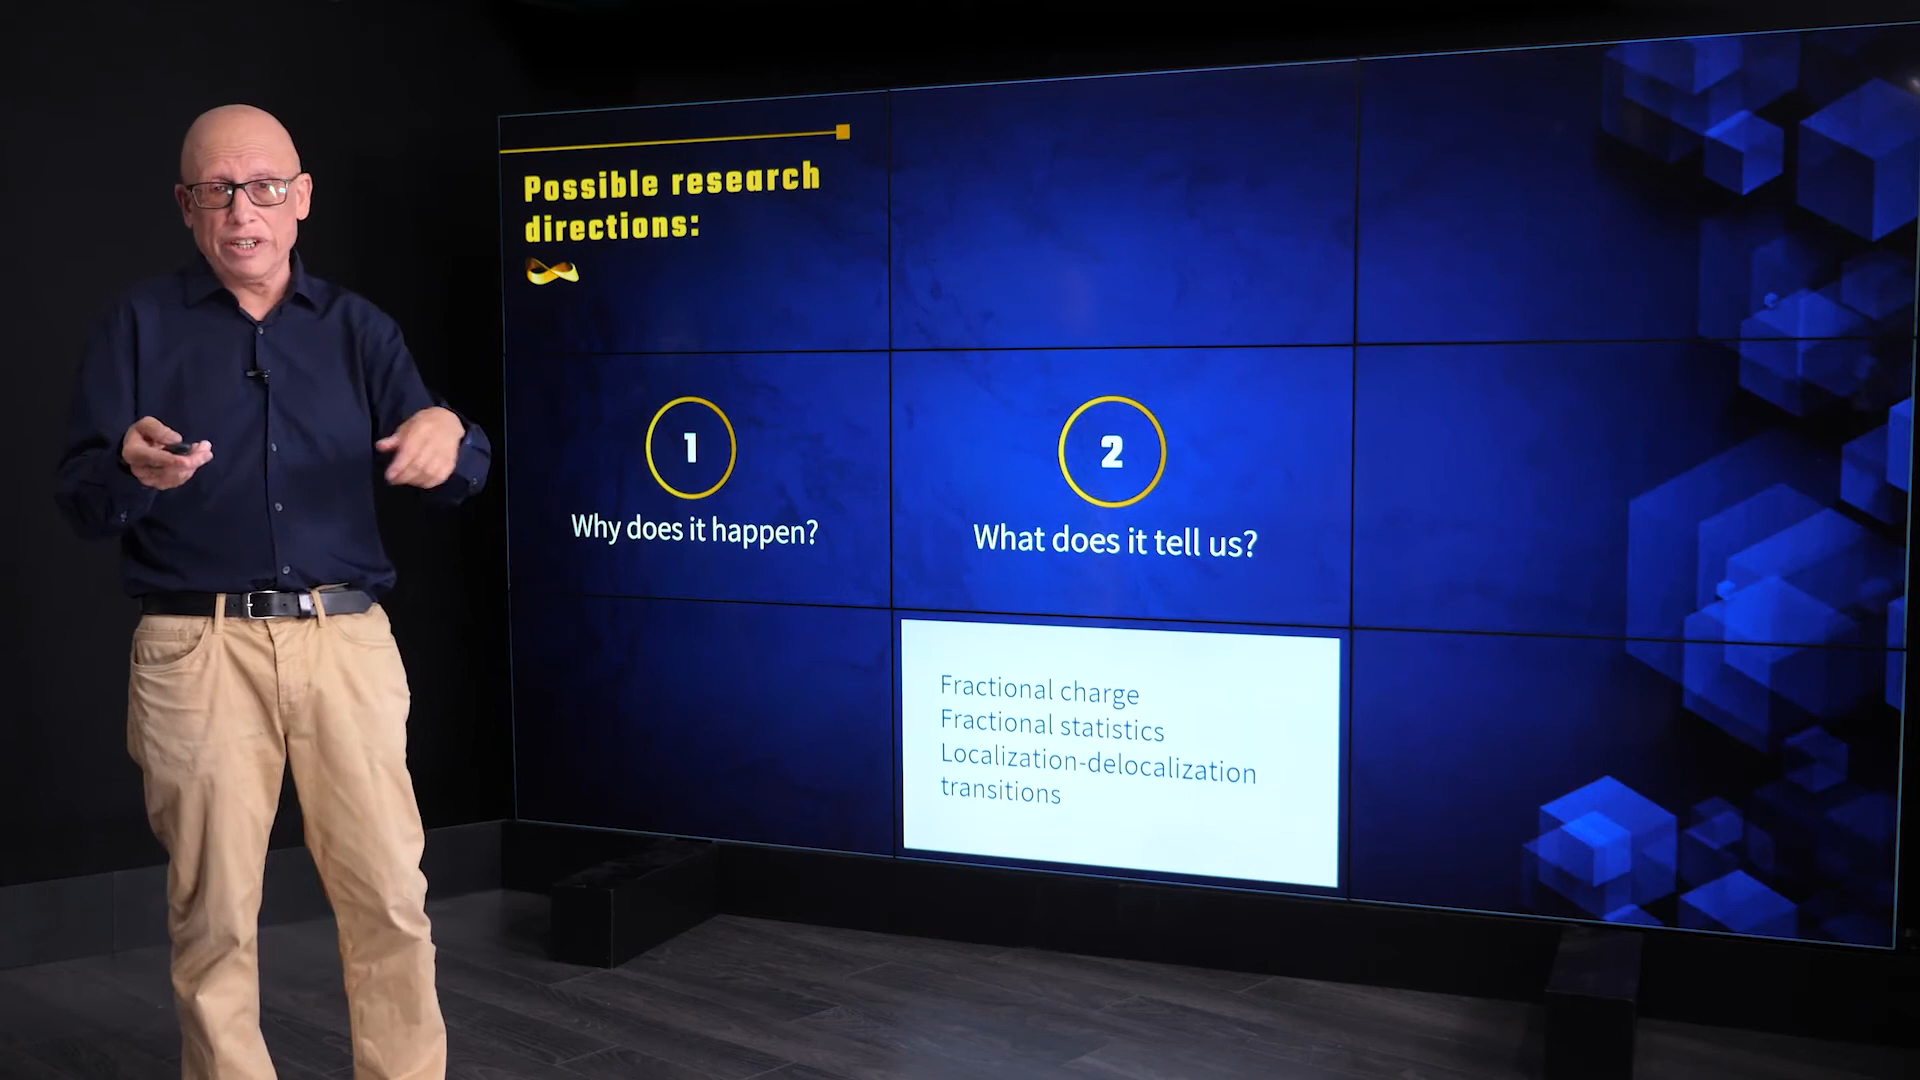 Possible research
directions:
1
Why does it happen?
2
What does it tell us?
Fractional charge
Fractional statistics
Localization-delocalization
transitions